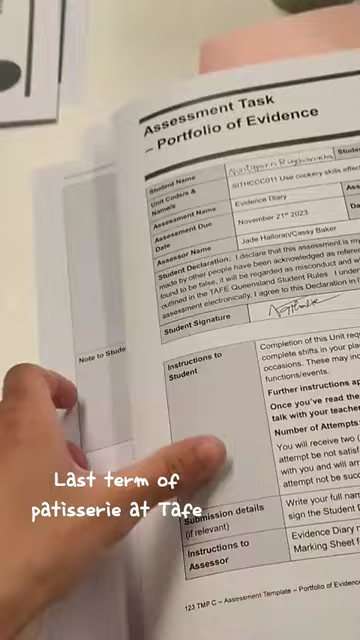 Assessment Task
– Portfolio of Evidence
Student Name
Student
Unit Code/s &
Name/s
SITHCCC011 Use cookery skills effec
Assessment Name
Evidence Diary
Assessment Due
Date
November 21st 2023
Assessor Name
Jade Halloran/Cassy Baker
Student Declaration: I declare that this assessment is my
made by other people have been acknowledged as refere
found to be false, it will be regarded as misconduct and w
outlined in the TAFE Queensland Student Rules. I under
assessment electronically, I agree to this Declaration in l
Student Signature
Note to Stude
Instructions to
Student
Completion of this Unit requ
complete shifts in your plac
occasions. These may inc
functions/events.
Further instructions a
Once you've read the
talk with your teache
Number of Attempts:
You will receive two (
attempt be not satisf
with you and will arr
attempt not be succ
Last term of
patisserie at Tafe
Submission details
(if relevant)
Write your full nam
sign the Student D
Instructions to
Assessor
Evidence Diary m
Marking Sheet f
123 TMP C – Assessment Template – Portfolio of Evidenc